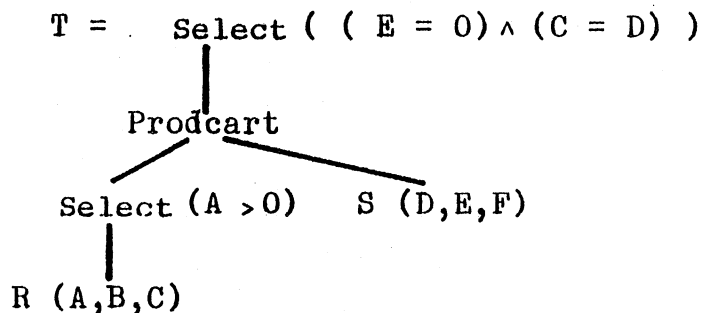 T = Select ( ( E = 0) ∧ (C = D) )
Prodcart
Select (A > 0) S (D,E,F)
R (A,B,C)